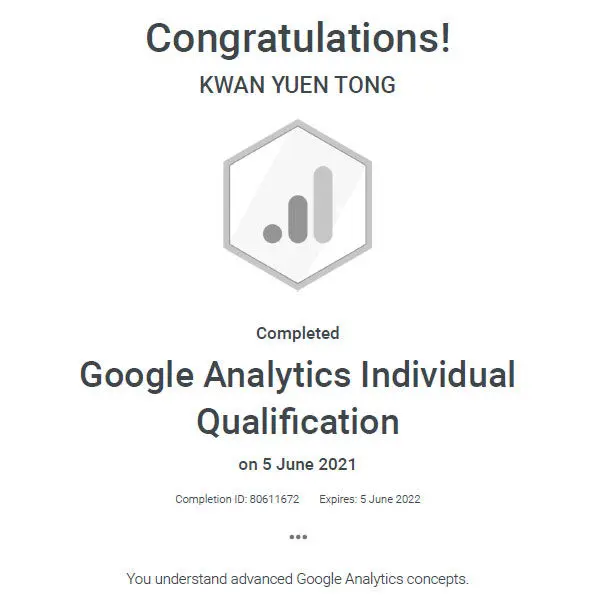 Congratulations!
KWAN YUEN TONG
Completed
Google Analytics Individual
Qualification
on 5 June 2021
Completion ID: 80611672 Expires: 5 June 2022
•••
You understand advanced Google Analytics concepts.